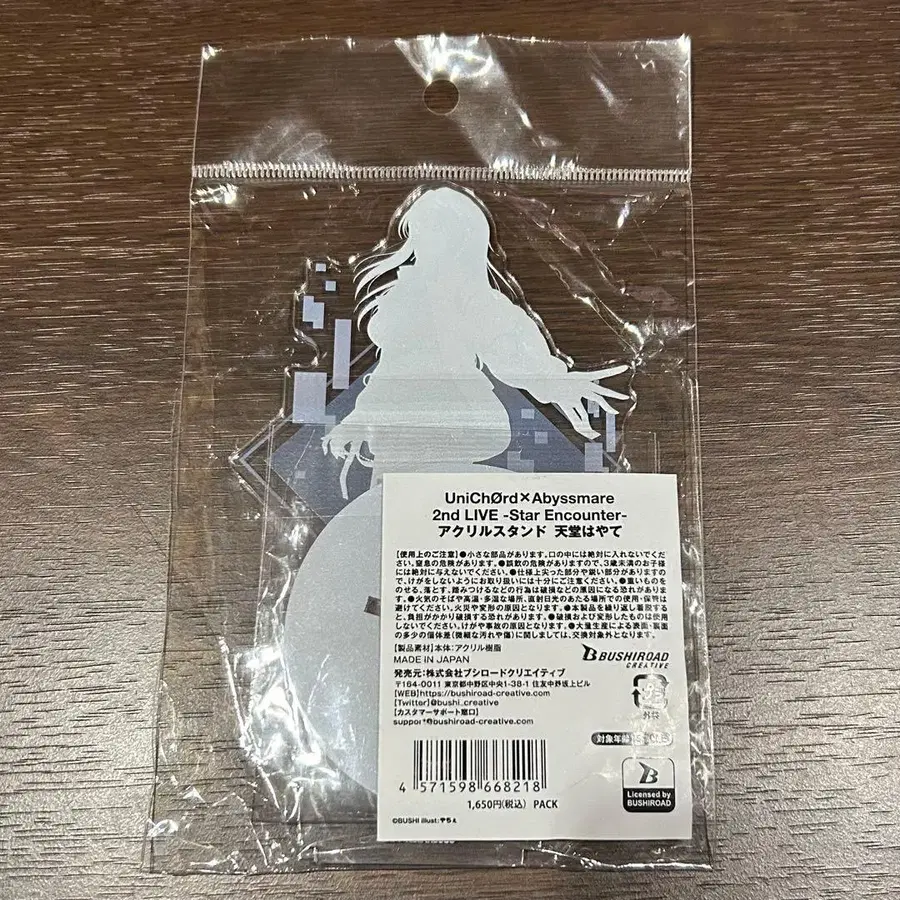 UniChØrd×Abyssmare
2nd LIVE -Star Encounter-
アクリルスタンド 天堂はやて
【使用上のご注意】●小さな部品があります。口の中には絶対に入れないでくだ
さい。窒息の危険があります。●誤飲の危険がありますので、3歳未満のお子様
には絶対に与えないでください。●仕様上尖った部分や鋭い部分がありますの
で、けがをしないようにお取り扱いには十分にご注意ください。●重いものを
のせる、落とす、踏みつけるなどの行為は破損などの原因になる恐れがありま
す。●火気のそばや高温・多湿な場所、直射日光のあたる場所での使用・保管は
避けてください。火災や変形の原因となります。●本製品を繰り返し着脱する
と、負担がかかり破損する恐れがあります。●破損および変形したものは使用
しないでください。けがや事故の原因となります。●大量生産による表面・裏面
の多少の個体差(微細な汚れや傷)に関しましては、交換対象外となります。
【製品素材】本体:アクリル樹脂
MADE IN JAPAN
BUSHIROAD
CREATIVE
発売元:株式会社ブシロードクリエイティブ
〒164-0011 東京都中野区中央1-38-1 住友中野坂上ビル
【WEB】https://bushiroad-creative.com
【Twitter】@bushi_creative
【カスタマーサポート窓口】
support@bushiroad-creative.com
外袋
対象年齢
4 571598 668218
1,650円(税込) PACK
Licensed by
BUSHIROAD
©BUSHI illust:やちぇ